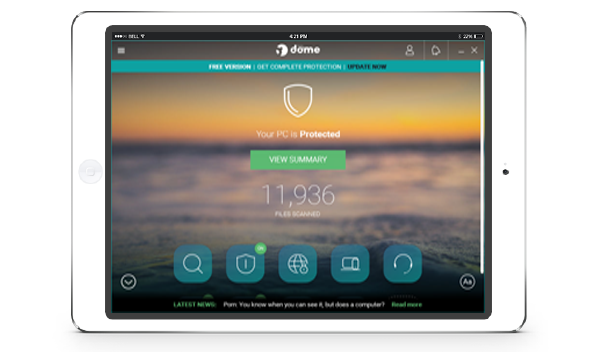 BELL
4:21 PM
22%
dome
FREE VERSION | GET COMPLETE PROTECTION | UPDATE NOW
Your PC is Protected
VIEW SUMMARY
11,936
FILES SCANNED
Aa
LATEST NEWS: Porn. You know when you can see it, but does a computer? Read more